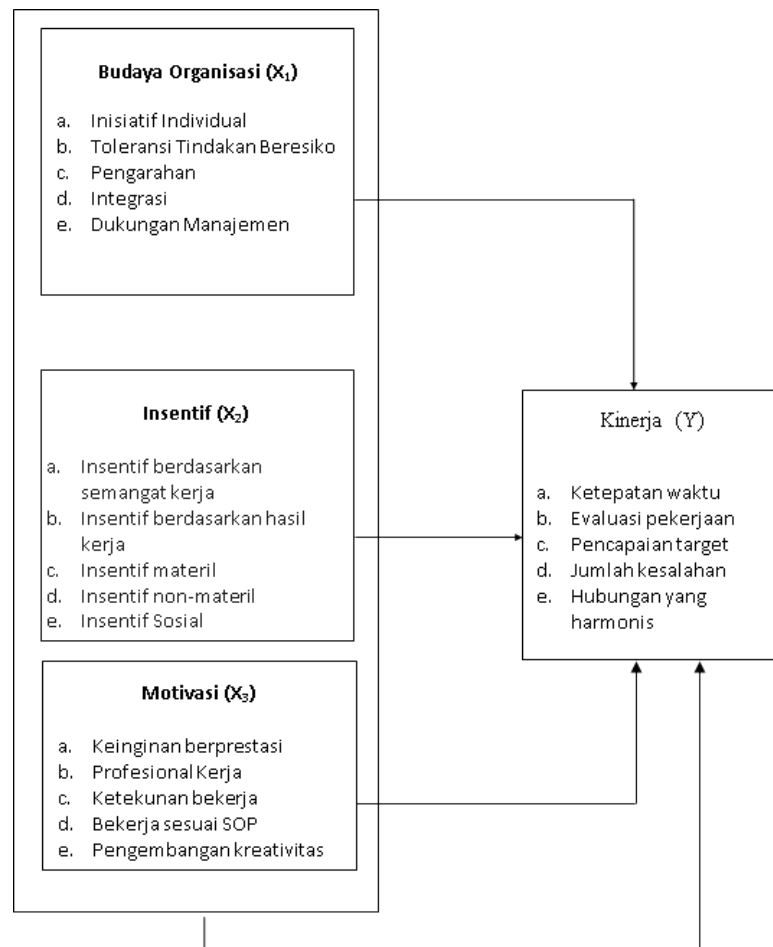 Budaya Organisasi (X₁)
a. Inisiatif Individual
b. Toleransi Tindakan Beresiko
c. Pengarahan
d. Integrasi
e. Dukungan Manajemen
Insentif (X₂)
a. Insentif berdasarkan
semangat kerja
b. Insentif berdasarkan hasil
kerja
c. Insentif materil
d. Insentif non-materil
e. Insentif Sosial
Motivasi (X₃)
a. Keinginan berprestasi
b. Profesional Kerja
c. Ketekunan bekerja
d. Bekerja sesuai SOP
e. Pengembangan kreativitas
Kinerja (Y)
a. Ketepatan waktu
b. Evaluasi pekerjaan
c. Pencapaian target
d. Jumlah kesalahan
e. Hubungan yang
harmonis